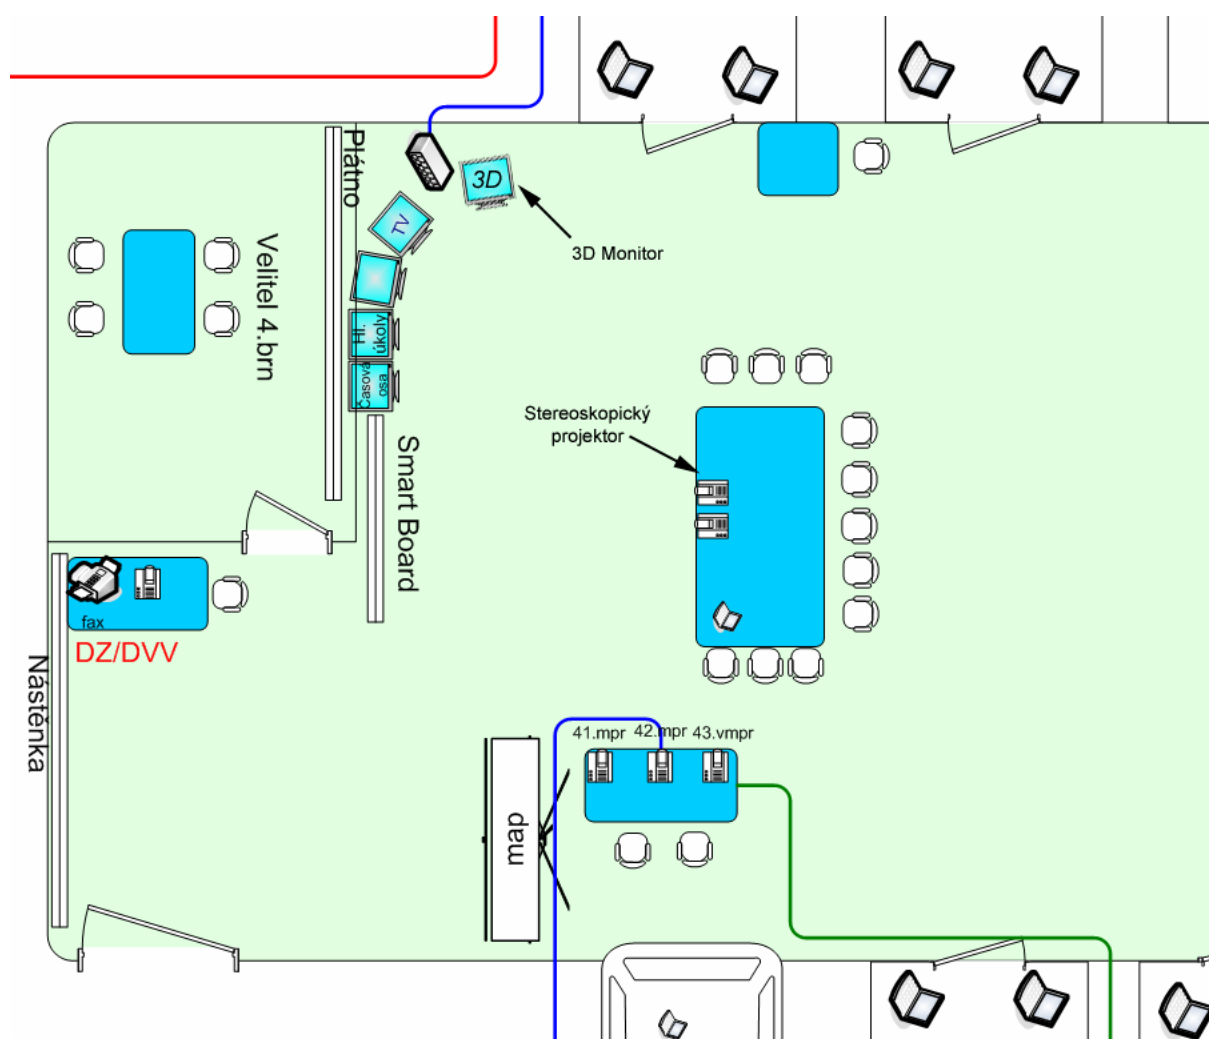 Plátno
3D
TV
3D Monitor
Velitel 4.brn
Hl.
úkoly
Časová
osa
Stereoskopický
projektor
Smart Board
fax
DZ/DVV
Nástěnka
41.mpr
42.mpr
43.vmpr
map